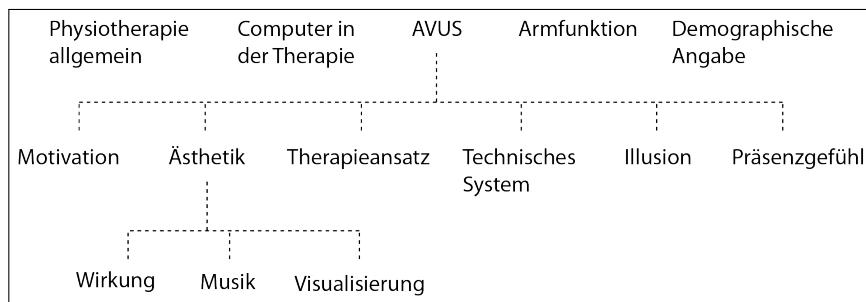 Physiotherapie allgemein
Computer in der Therapie
AVUS
Armfunktion
Demographische Angabe
Motivation
Ästhetik
Therapieansatz
Technisches System
Illusion
Präsenzgefühl
Wirkung
Musik
Visualisierung